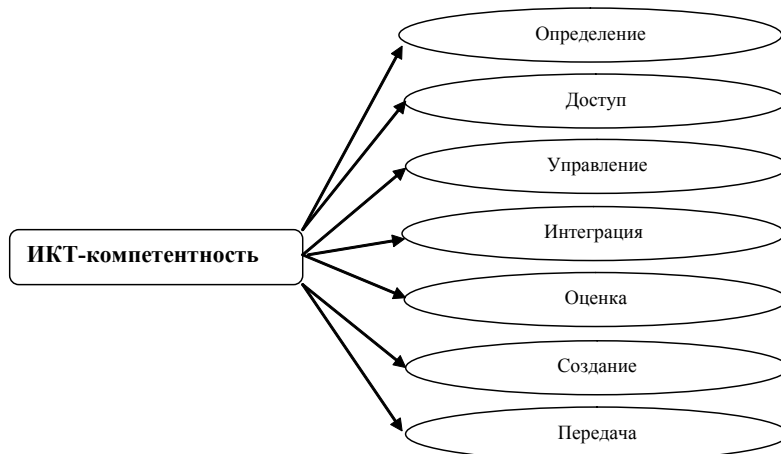 Определение
Доступ
Управление
Интеграция
ИКТ-компетентность
Оценка
Создание
Передача